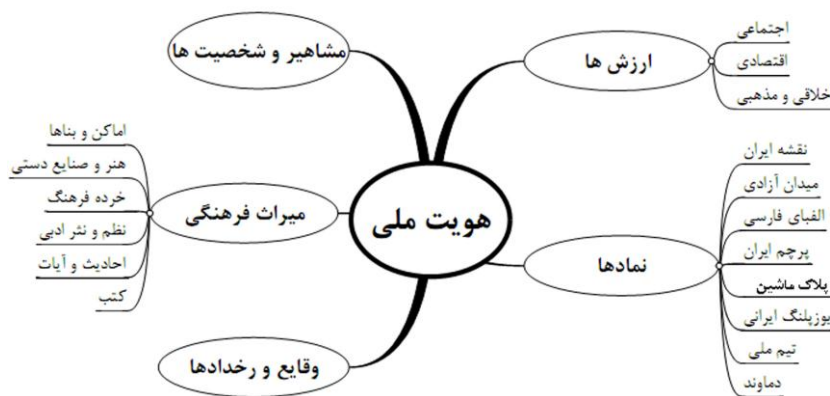 هویت ملی
ارزش ها
اجتماعی
اقتصادی
خلاقی و مذهبی
نمادها
نقشه ایران
میدان آزادی
الفبای فارسی
پرچم ایران
پلاک ماشین
یوزپلنگ ایرانی
تیم ملی
دماوند
مشاهیر و شخصیت ها
میراث فرهنگی
اماکن و بناها
هنر و صنایع دستی
خرده فرهنگ
نظم و نثر ادبی
احادیث و آیات
کتب
وقایع و رخدادها